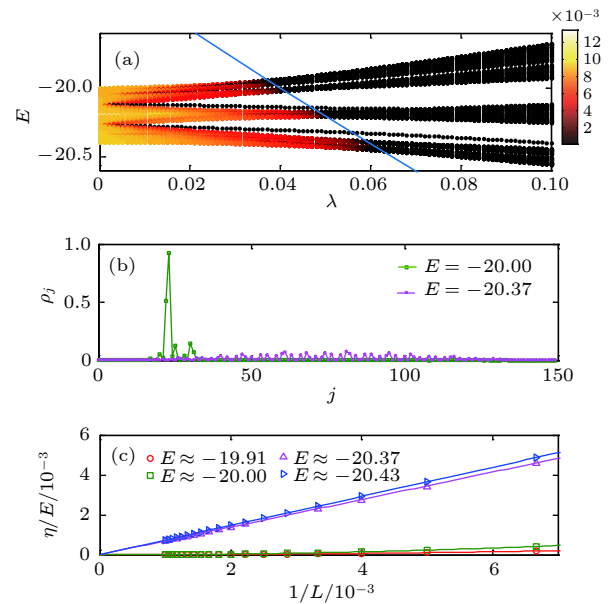 ×10⁻³
(a)
12
10
8
6
4
2
−20.0
−20.5
E
0
0.02
0.04
0.06
0.08
0.10
λ
(b)
1.0
0.5
0
ρj
E = −20.00
E = −20.37
0
50
100
150
j
(c)
6
4
2
0
η/E/10⁻³
E ≈ −19.91
E ≈ −20.37
E ≈ −20.00
E ≈ −20.43
0
2
4
6
1/L/10⁻³